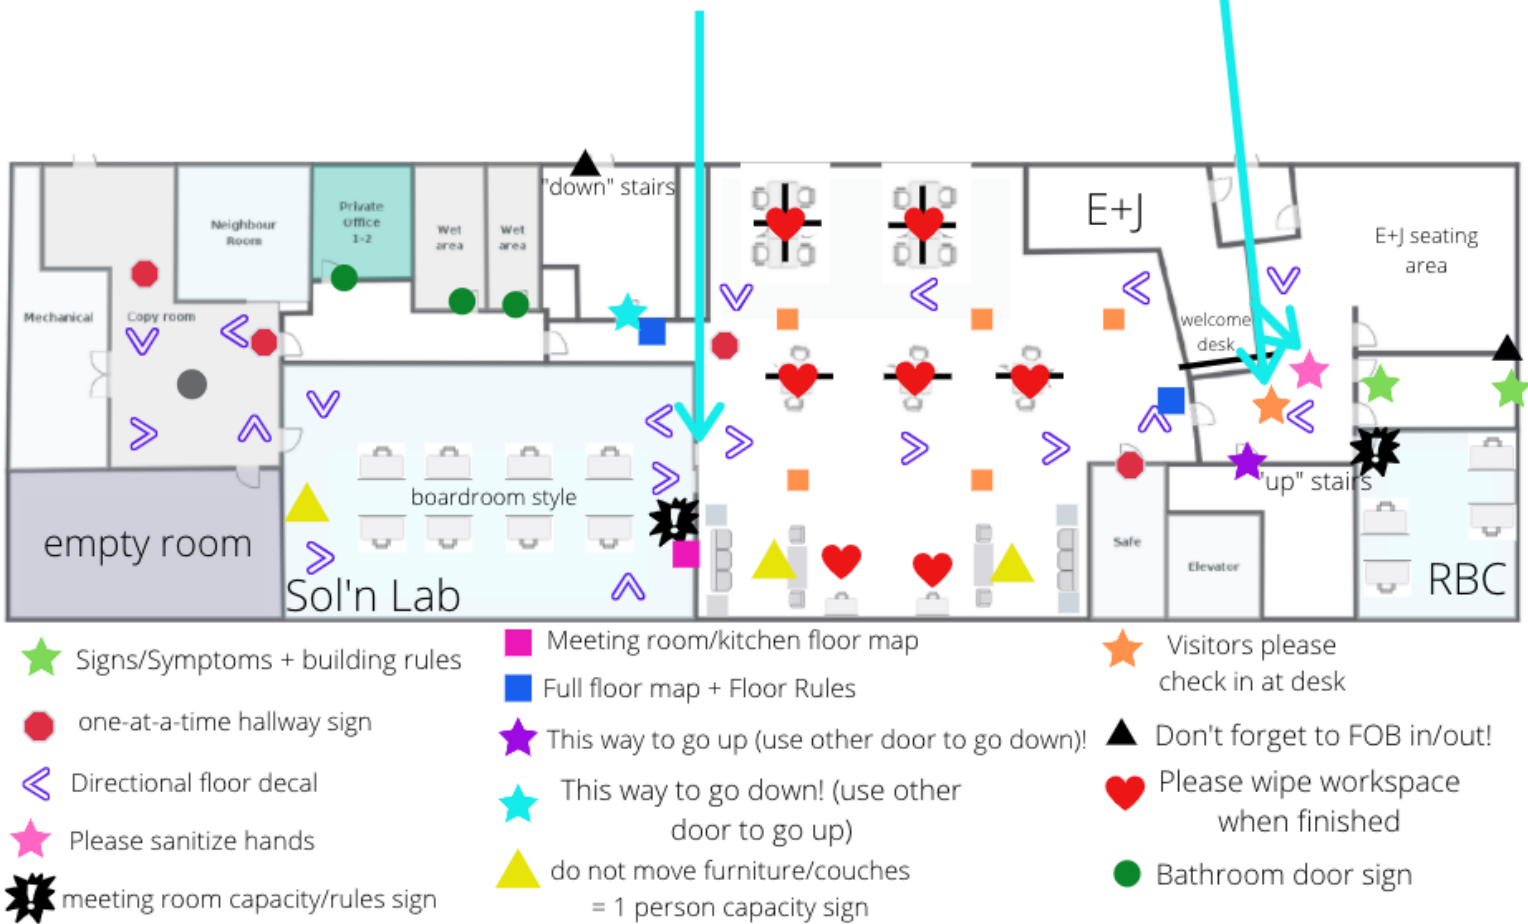 "down" stairs
E+J
Private
Office
1-2
Neighbour
Room
Wet
area
Wet
area
E+J seating
area
Mechanical
Copy room
welcome
desk
boardroom style
"up" stairs
empty room
Sol'n Lab
Safe
Elevator
RBC
Signs/Symptoms + building rules
one-at-a-time hallway sign
Directional floor decal
Please sanitize hands
meeting room capacity/rules sign
Meeting room/kitchen floor map
Full floor map + Floor Rules
This way to go up (use other door to go down)!
This way to go down! (use other
door to go up)
do not move furniture/couches
= 1 person capacity sign
Visitors please
check in at desk
Don't forget to FOB in/out!
Please wipe workspace
when finished
Bathroom door sign